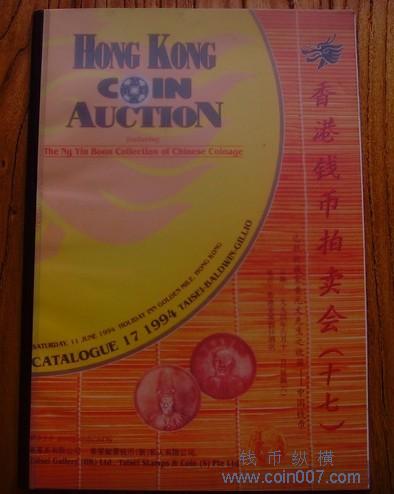 HONG KONG
COIN
AUCTION
featuring
The Ng Yin Boon Collection of Chinese Coinage
SATURDAY, 11 JUNE 1994 HOLIDAY INN GOLDEN MILE, HONG KONG
CATALOGUE 17 1994 TAISEI-BALDWIN-GILLIO
香港钱币拍卖会(十七)
Taisei Gallery (HK) Ltd., Taisei Stamps & Coin (S) Pte Ltd
钱币纵横
www.coin007.com